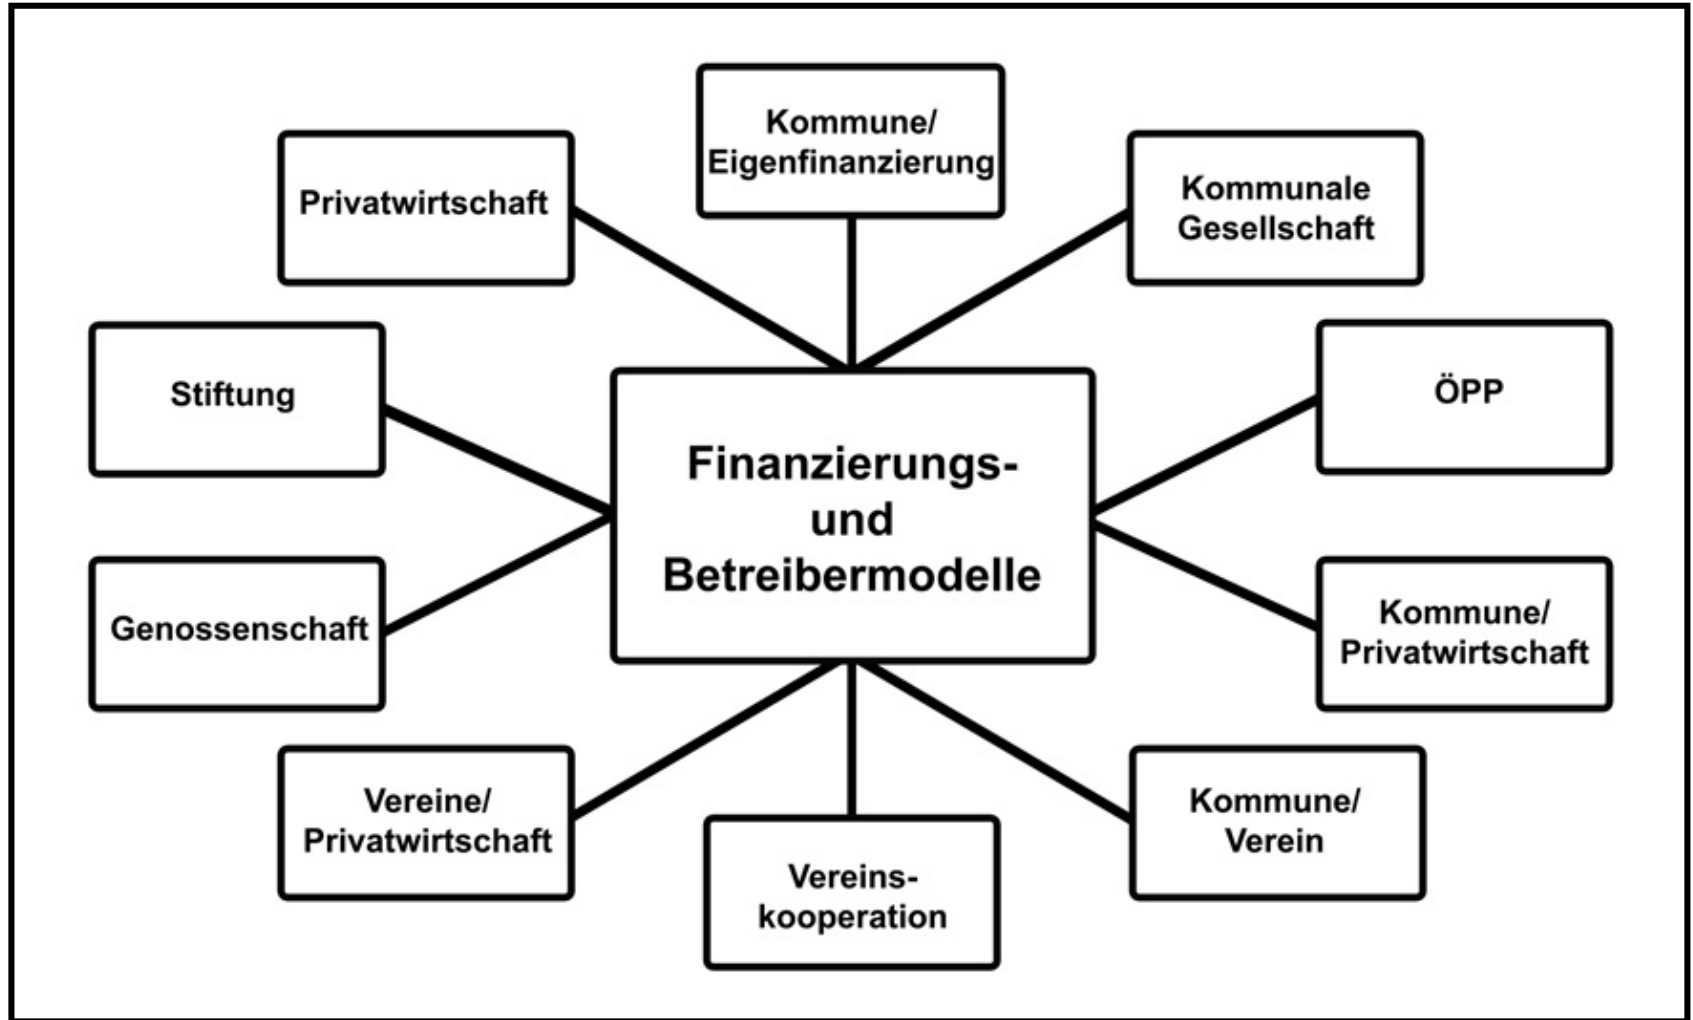 Kommune/
Eigenfinanzierung
Privatwirtschaft
Kommunale
Gesellschaft
Stiftung
ÖPP
Finanzierungs-
und
Betreibermodelle
Genossenschaft
Kommune/
Privatwirtschaft
Vereine/
Privatwirtschaft
Kommune/
Verein
Vereins-
kooperation